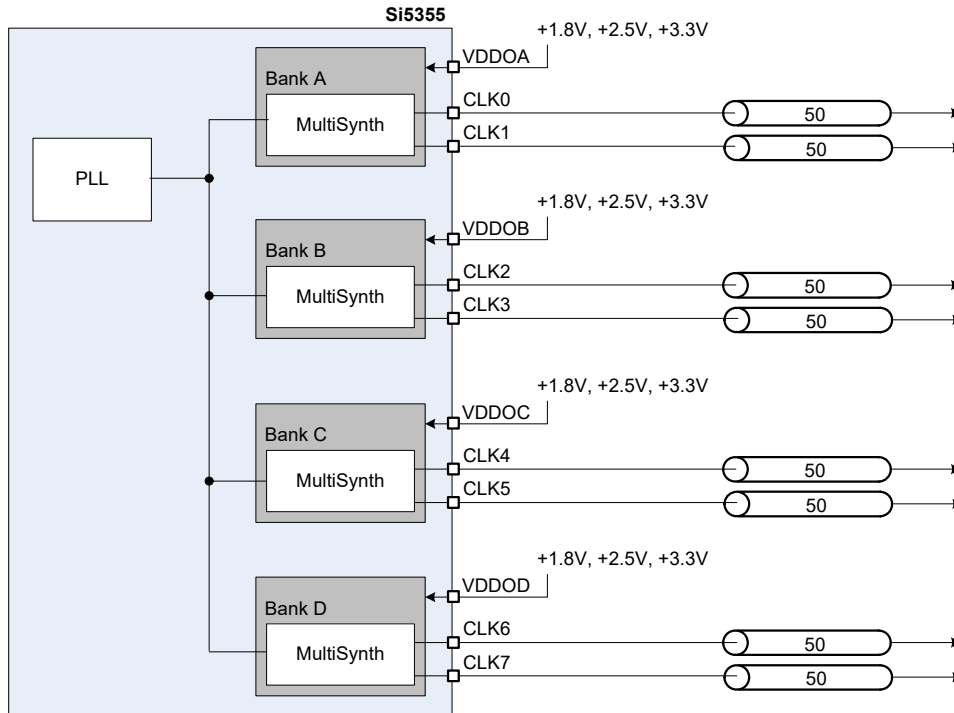 Si5355
+1.8V, +2.5V, +3.3V
VDDOA
Bank A
CLK0
MultiSynth
50
CLK1
50
PLL
+1.8V, +2.5V, +3.3V
VDDOB
Bank B
CLK2
MultiSynth
50
CLK3
50
+1.8V, +2.5V, +3.3V
VDDOC
Bank C
CLK4
MultiSynth
50
CLK5
50
+1.8V, +2.5V, +3.3V
VDDOD
Bank D
CLK6
MultiSynth
50
CLK7
50